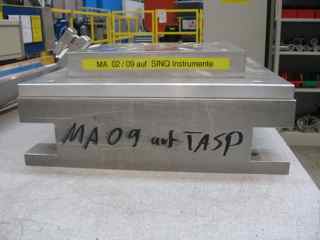 MA 02/09 auf SINQ Instrumente
MA 09 auf TASP